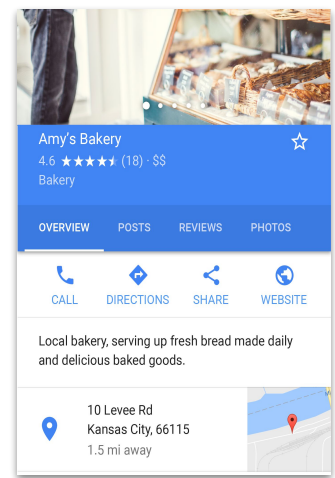 Amy's Bakery
4.6 ★★★★★ (18) · $$
Bakery
OVERVIEW POSTS REVIEWS PHOTOS
CALL DIRECTIONS SHARE WEBSITE
Local bakery, serving up fresh bread made daily
and delicious baked goods.
10 Levee Rd
Kansas City, 66115
1.5 mi away